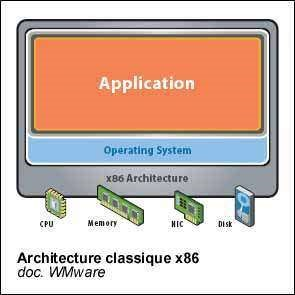 Application
Operating System
x86 Architecture
CPU Memory NIC Disk
Architecture classique x86
doc. WMware